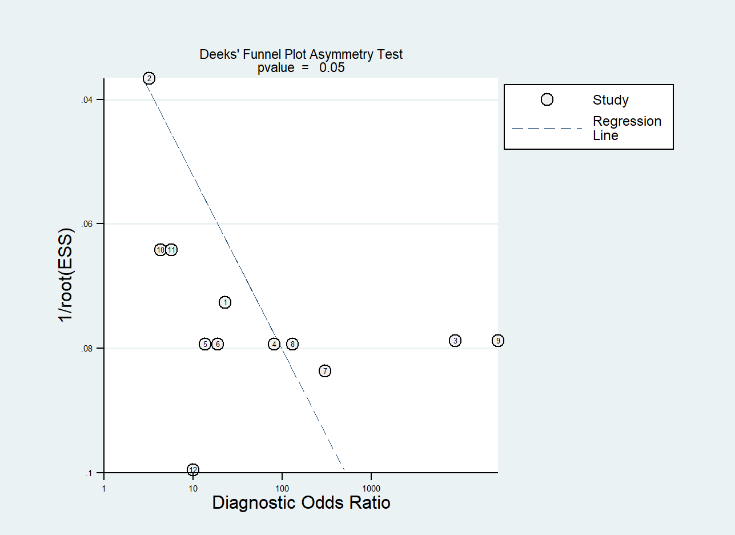 Deeks' Funnel Plot Asymmetry Test
pvalue = 0.05
2
.04
Study
Regression
Line
.06
10
11
1/root(ESS)
1
5
6
4
8
3
9
.08
7
12
.1
1
10
100
1000
Diagnostic Odds Ratio